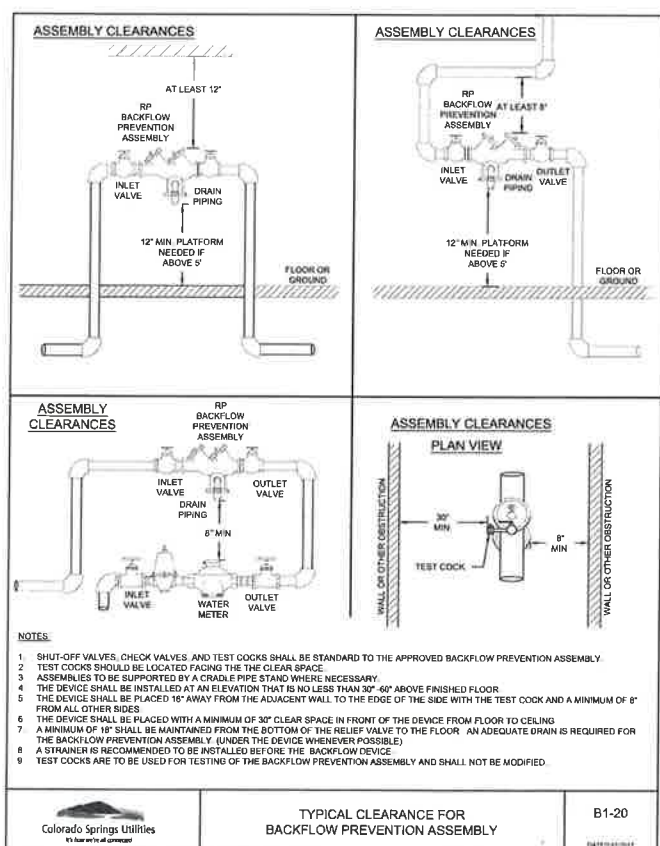 ASSEMBLY CLEARANCES
AT LEAST 12"
RP
BACKFLOW
PREVENTION
ASSEMBLY
INLET
VALVE
DRAIN
PIPING
12" MIN. PLATFORM
NEEDED IF
ABOVE 5'
FLOOR OR
GROUND
ASSEMBLY CLEARANCES
RP
BACKFLOW
PREVENTION
ASSEMBLY
AT LEAST 8"
INLET
VALVE
DRAIN
PIPING
OUTLET
VALVE
12" MIN. PLATFORM
NEEDED IF
ABOVE 5'
FLOOR OR
GROUND
ASSEMBLY
CLEARANCES
RP
BACKFLOW
PREVENTION
ASSEMBLY
INLET
VALVE
OUTLET
VALVE
DRAIN
PIPING
8" MIN
INLET
VALVE
WATER
METER
OUTLET
VALVE
ASSEMBLY CLEARANCES
PLAN VIEW
WALL OR OTHER OBSTRUCTION
30"
MIN.
8"
MIN
TEST COCK
WALL OR OTHER OBSTRUCTION
NOTES:
1 SHUT-OFF VALVES, CHECK VALVES, AND TEST COCKS SHALL BE STANDARD TO THE APPROVED BACKFLOW PREVENTION ASSEMBLY.
2 TEST COCKS SHOULD BE LOCATED FACING THE THE CLEAR SPACE.
3 ASSEMBLIES TO BE SUPPORTED BY A CRADLE PIPE STAND WHERE NECESSARY.
4 THE DEVICE SHALL BE INSTALLED AT AN ELEVATION THAT IS NO LESS THAN 30"-60" ABOVE FINISHED FLOOR.
5 THE DEVICE SHALL BE PLACED 16" AWAY FROM THE ADJACENT WALL TO THE EDGE OF THE SIDE WITH THE TEST COCK AND A MINIMUM OF 8"
FROM ALL OTHER SIDES.
6 THE DEVICE SHALL BE PLACED WITH A MINIMUM OF 30" CLEAR SPACE IN FRONT OF THE DEVICE FROM FLOOR TO CEILING.
7 A MINIMUM OF 18" SHALL BE MAINTAINED FROM THE BOTTOM OF THE RELIEF VALVE TO THE FLOOR. AN ADEQUATE DRAIN IS REQUIRED FOR
THE BACKFLOW PREVENTION ASSEMBLY. (UNDER THE DEVICE WHENEVER POSSIBLE)
8 A STRAINER IS RECOMMENDED TO BE INSTALLED BEFORE THE BACKFLOW DEVICE.
9 TEST COCKS ARE TO BE USED FOR TESTING OF THE BACKFLOW PREVENTION ASSEMBLY AND SHALL NOT BE MODIFIED.
Colorado Springs Utilities
It's how we're all connected
TYPICAL CLEARANCE FOR
BACKFLOW PREVENTION ASSEMBLY
B1-20